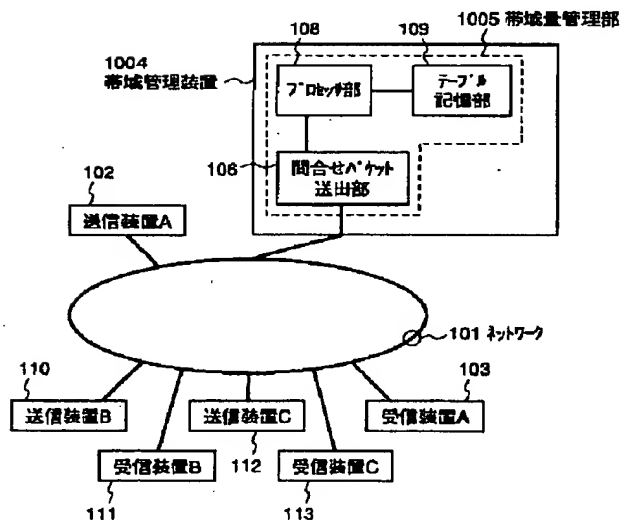 1005 帯域量管理部
108
109
1004
帯域管理装置
プロセッサ部
テーブル
記憶部
106
問合せパケット
送出部
102
送信装置A
101 ネットワーク
110
103
送信装置B
送信装置C
受信装置A
112
受信装置B
受信装置C
111
113